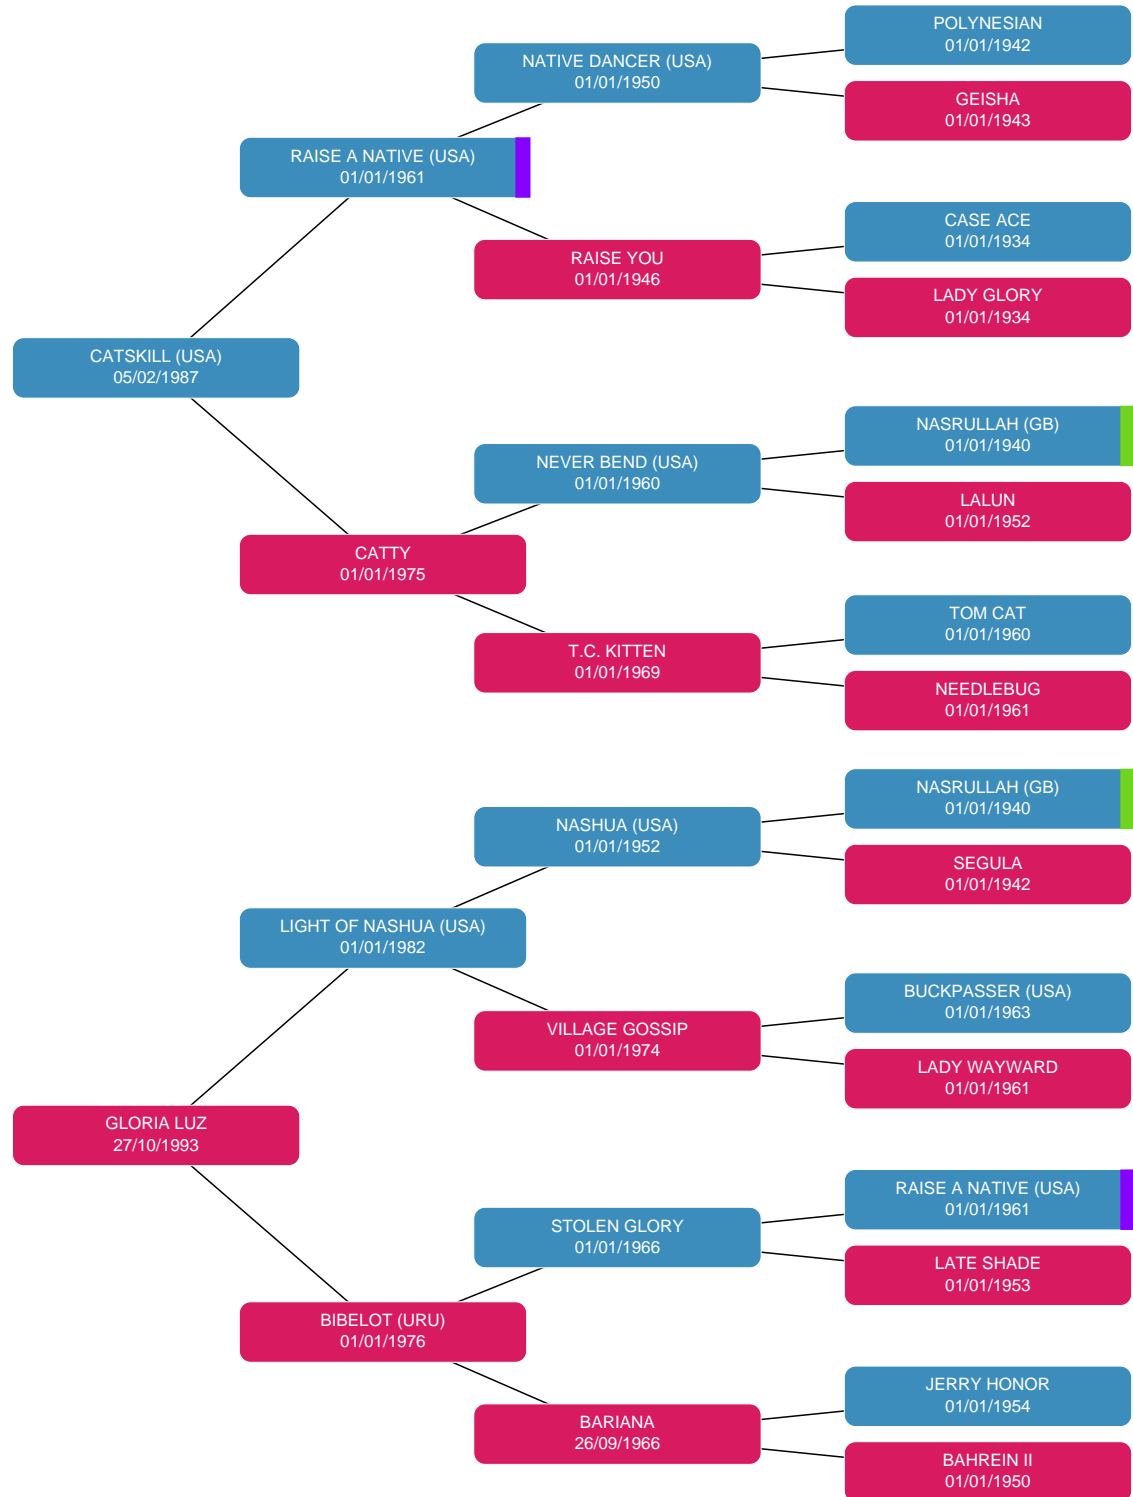 POLYNESIAN
01/01/1942
NATIVE DANCER (USA)
01/01/1950
GEISHA
01/01/1943
RAISE A NATIVE (USA)
01/01/1961
CASE ACE
01/01/1934
RAISE YOU
01/01/1946
LADY GLORY
01/01/1934
CATSKILL (USA)
05/02/1987
NASRULLAH (GB)
01/01/1940
NEVER BEND (USA)
01/01/1960
LALUN
01/01/1952
CATTY
01/01/1975
TOM CAT
01/01/1960
T.C. KITTEN
01/01/1969
NEEDLEBUG
01/01/1961
NASRULLAH (GB)
01/01/1940
NASHUA (USA)
01/01/1952
SEGULA
01/01/1942
LIGHT OF NASHUA (USA)
01/01/1982
BUCKPASSER (USA)
01/01/1963
VILLAGE GOSSIP
01/01/1974
LADY WAYWARD
01/01/1961
GLORIA LUZ
27/10/1993
RAISE A NATIVE (USA)
01/01/1961
STOLEN GLORY
01/01/1966
LATE SHADE
01/01/1953
BIBELOT (URU)
01/01/1976
JERRY HONOR
01/01/1954
BARIANA
26/09/1966
BAHREIN II
01/01/1950